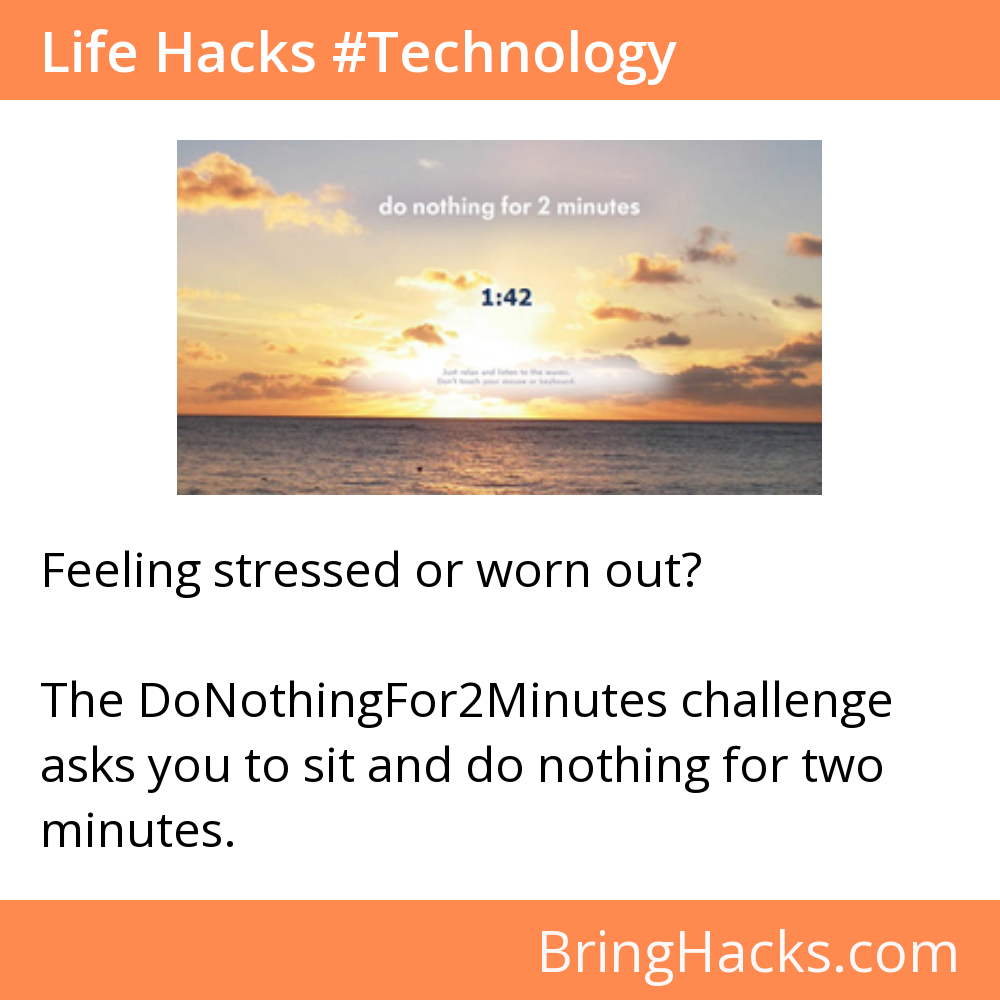 Life Hacks #Technology
do nothing for 2 minutes
1:42
Just relax and listen to the waves.
Don't touch your mouse or keyboard.
Feeling stressed or worn out?
The DoNothingFor2Minutes challenge
asks you to sit and do nothing for two
minutes.
BringHacks.com